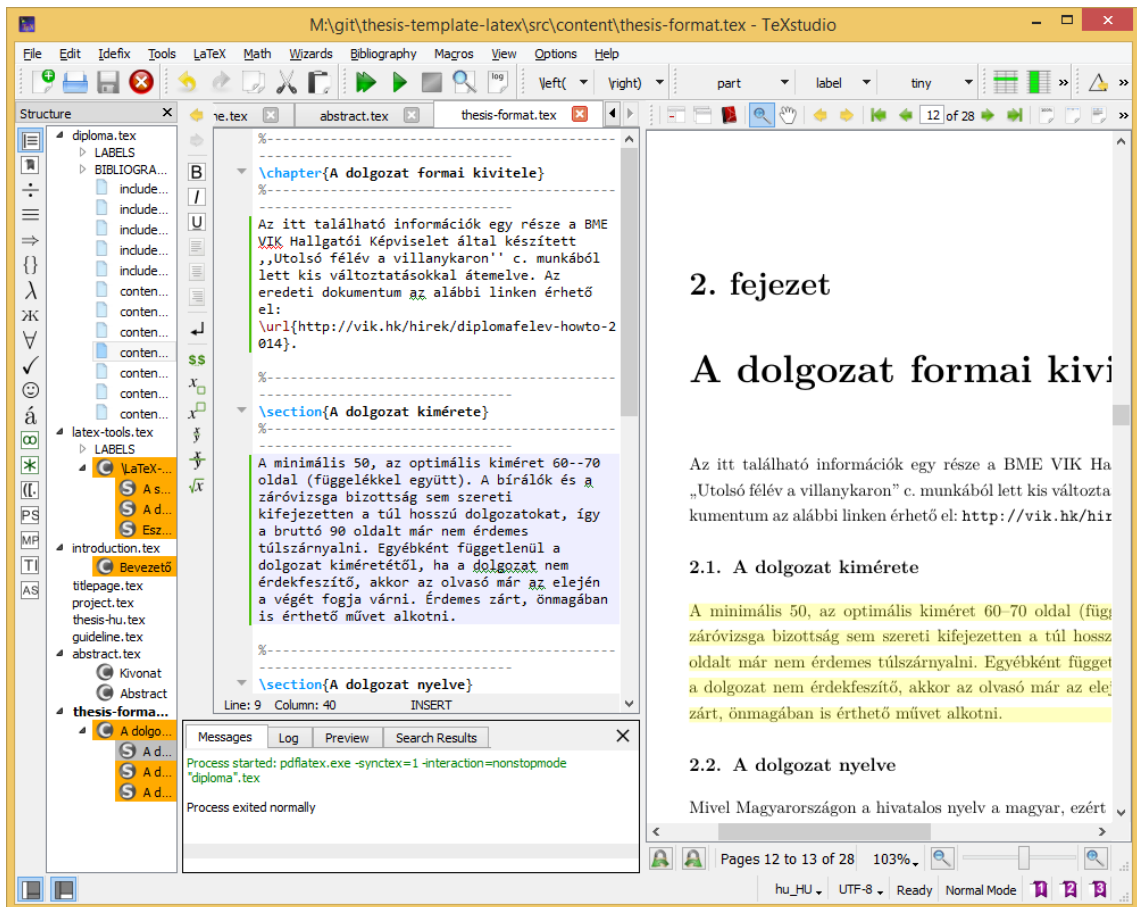 M:\git\thesis-template-latex\src\content\thesis-format.tex - TeXstudio
File Edit Idefix Tools LaTeX Math Wizards Bibliography Macros View Options Help
log \left( \right) part label tiny
Structure
diploma.tex
LABELS
BIBLIOGRA...
include...
include...
include...
include...
include...
conten...
conten...
conten...
conten...
conten...
conten...
conten...
latex-tools.tex
LABELS
\LaTeX-...
A s...
A d...
Esz...
introduction.tex
Bevezető
titlepage.tex
project.tex
thesis-hu.tex
guideline.tex
abstract.tex
Kivonat
Abstract
thesis-forma...
A dolgo...
A d...
A d...
A d...
ne.tex abstract.tex thesis-format.tex
%----------------------------------------------
---------------------------------
\chapter{A dolgozat formai kivitele}
%----------------------------------------------
---------------------------------
Az itt található információk egy része a BME
VIK Hallgatói Képviselet által készített
,,Utolsó félév a villanykaron'' c. munkából
lett kis változtatásokkal átemelve. Az
eredeti dokumentum az alábbi linken érhető
el:
\url{http://vik.hk/hirek/diplomafelev-howto-2
014}.
%----------------------------------------------
---------------------------------
\section{A dolgozat kimérete}
%----------------------------------------------
---------------------------------
A minimális 50, az optimális kiméret 60--70
oldal (függelékkel együtt). A bírálók és a
záróvizsga bizottság sem szereti
kifejezetten a túl hosszú dolgozatokat, így
a bruttó 90 oldalt már nem érdemes
túlszárnyalni. Egyébként függetlenül a
dolgozat kiméretétől, ha a dolgozat nem
érdekfeszítő, akkor az olvasó már az elején
a végét fogja várni. Érdemes zárt, önmagában
is érthető művet alkotni.
%----------------------------------------------
---------------------------------
\section{A dolgozat nyelve}
Line: 9 Column: 40 INSERT
Messages Log Preview Search Results
Process started: pdflatex.exe -synctex=1 -interaction=nonstopmode
"diploma".tex
Process exited normally
12 of 28
2. fejezet
A dolgozat formai kivi
Az itt található információk egy része a BME VIK Ha
„Utolsó félév a villanykaron” c. munkából lett kis változta
kumentum az alábbi linken érhető el: http://vik.hk/hir
2.1. A dolgozat kimérete
A minimális 50, az optimális kiméret 60–70 oldal (függ
záróvizsga bizottság sem szereti kifejezetten a túl hossz
oldalt már nem érdemes túlszárnyalni. Egyébként függet
a dolgozat nem érdekfeszítő, akkor az olvasó már az elej
zárt, önmagában is érthető művet alkotni.
2.2. A dolgozat nyelve
Mivel Magyarországon a hivatalos nyelv a magyar, ezért
Pages 12 to 13 of 28 103%
hu_HU UTF-8 Ready Normal Mode 1 2 3